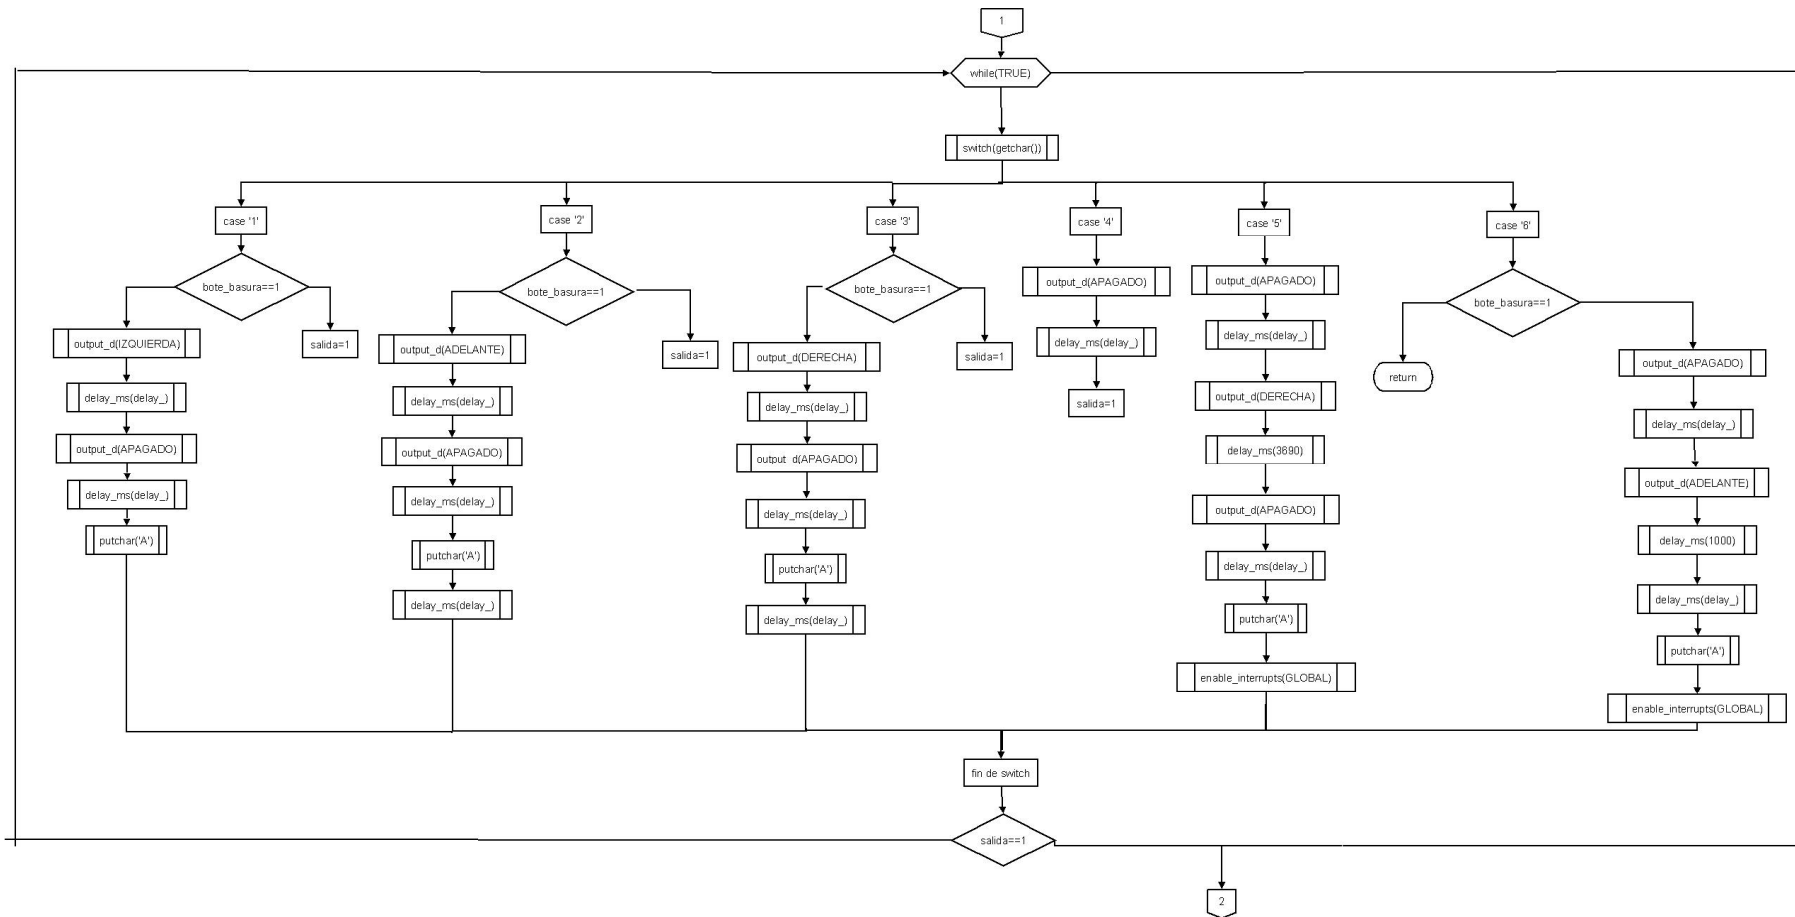 1
while(TRUE)
switch(getchar())
case '1'
bote_basura==1
output_d(IZQUIERDA)
delay_ms(delay_)
output_d(APAGADO)
delay_ms(delay_)
putchar('A')
salida=1
case '2'
bote_basura==1
output_d(ADELANTE)
delay_ms(delay_)
output_d(APAGADO)
delay_ms(delay_)
putchar('A')
delay_ms(delay_)
salida=1
case '3'
bote_basura==1
output_d(DERECHA)
delay_ms(delay_)
output_d(APAGADO)
delay_ms(delay_)
putchar('A')
delay_ms(delay_)
salida=1
case '4'
output_d(APAGADO)
delay_ms(delay_)
salida=1
case '5'
output_d(APAGADO)
delay_ms(delay_)
output_d(DERECHA)
delay_ms(3690)
output_d(APAGADO)
delay_ms(delay_)
putchar('A')
enable_interrupts(GLOBAL)
case '6'
bote_basura==1
return
output_d(APAGADO)
delay_ms(delay_)
output_d(ADELANTE)
delay_ms(1000)
delay_ms(delay_)
putchar('A')
enable_interrupts(GLOBAL)
fin de switch
salida==1
2